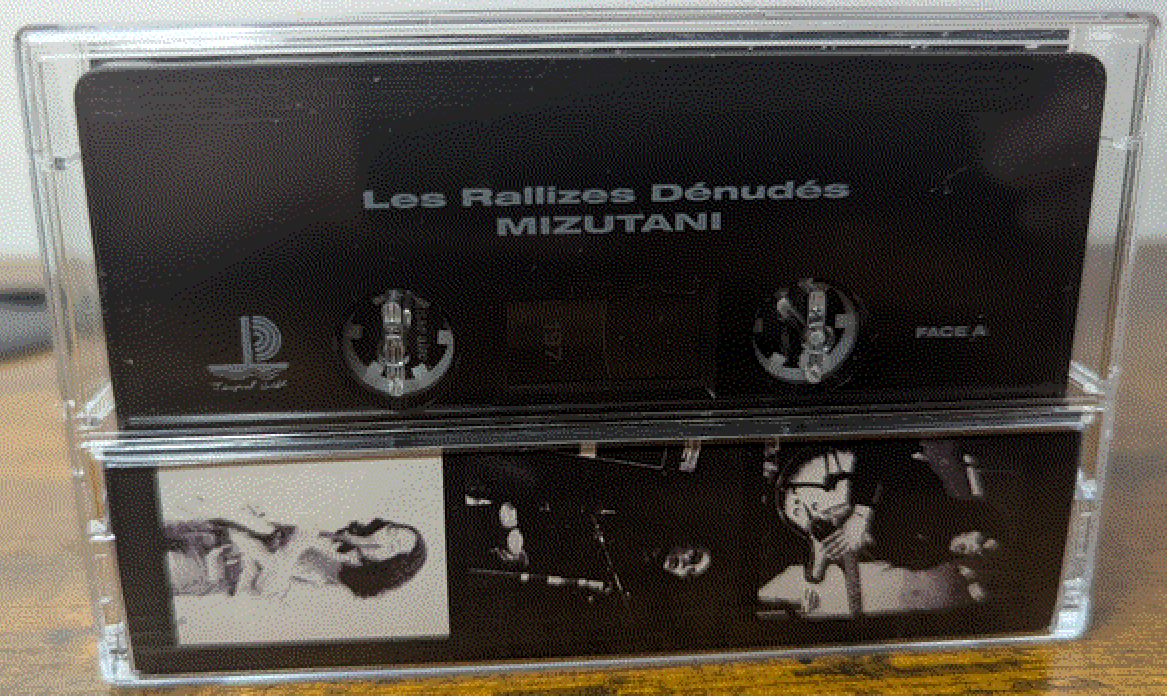 Les Rallizes Dénudés
MIZUTANI
FACE A